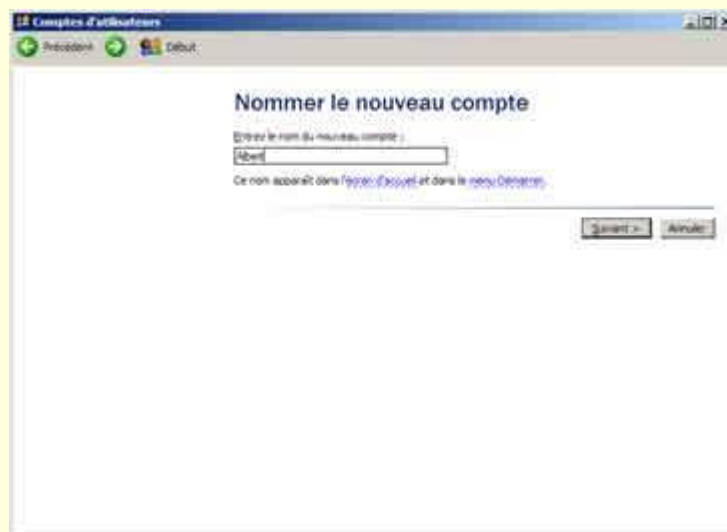 Comptes d'utilisateurs
Précédent Début
Nommer le nouveau compte
Entrez le nom du nouveau compte :
Albert
Ce nom apparaît dans l'écran d'accueil et dans le menu Démarrer.
Suivant > Annuler